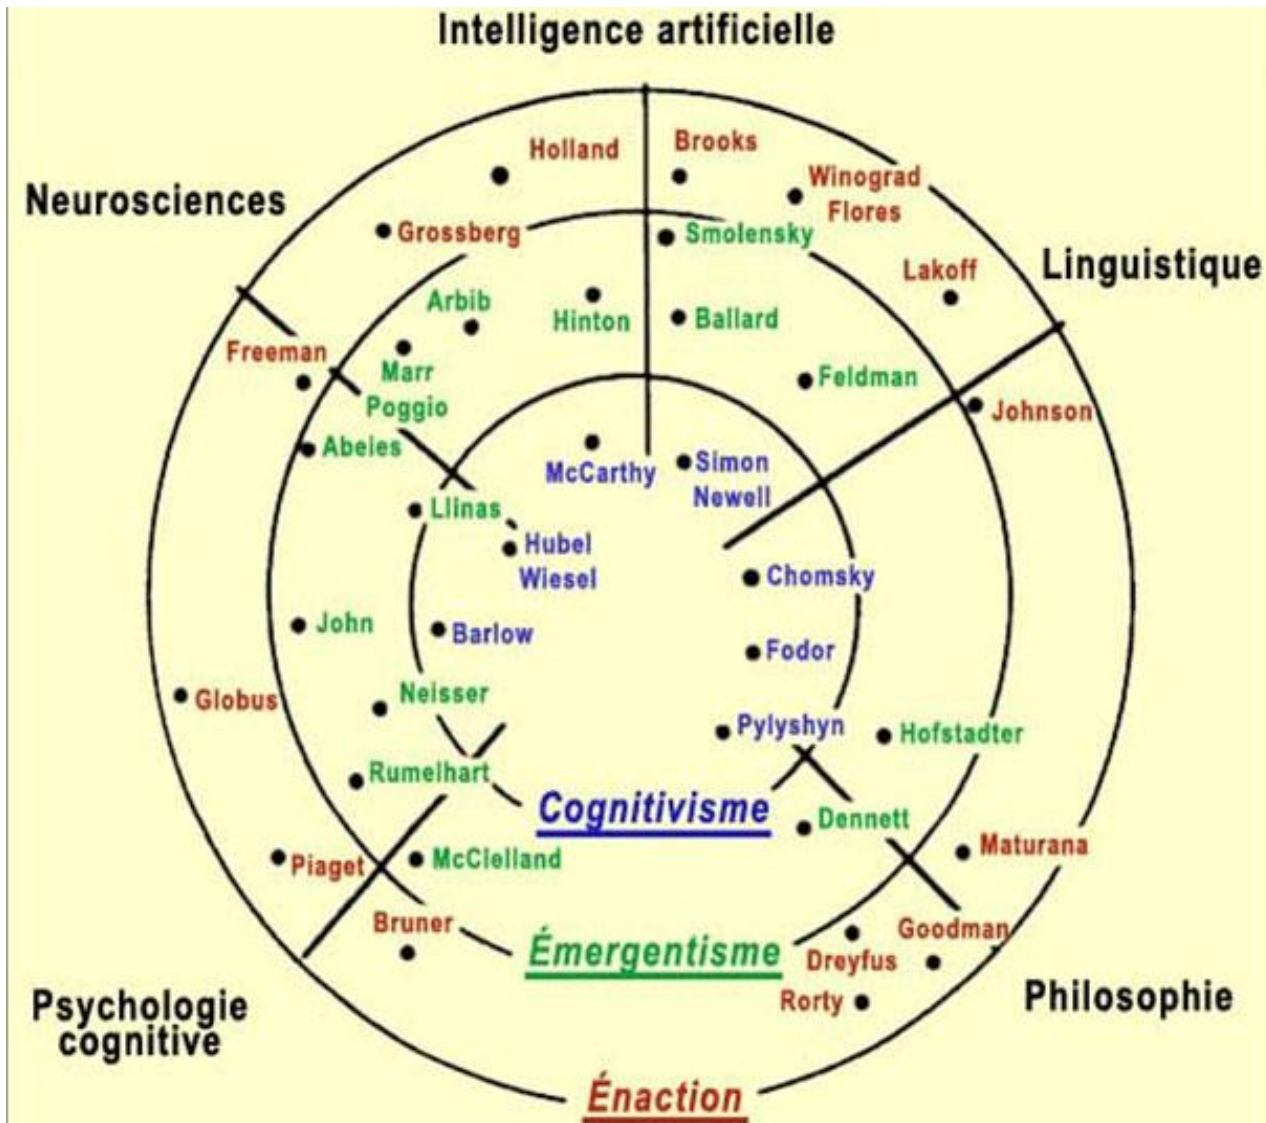 Intelligence artificielle
Holland
Brooks
Winograd
Flores
Neurosciences
Grossberg
Smolensky
Linguistique
Lakoff
Arbib
Hinton
Ballard
Freeman
Marr
Poggio
Feldman
Johnson
Abeles
McCarthy
Simon
Newell
Llinas
Hubel
Wiesel
Chomsky
John
Barlow
Fodor
Globus
Neisser
Pylyshyn
Hofstadter
Rumelhart
Cognitivisme
Dennett
Piaget
McClelland
Maturana
Bruner
Émergentisme
Goodman
Dreyfus
Rorty
Psychologie
cognitive
Philosophie
Énaction